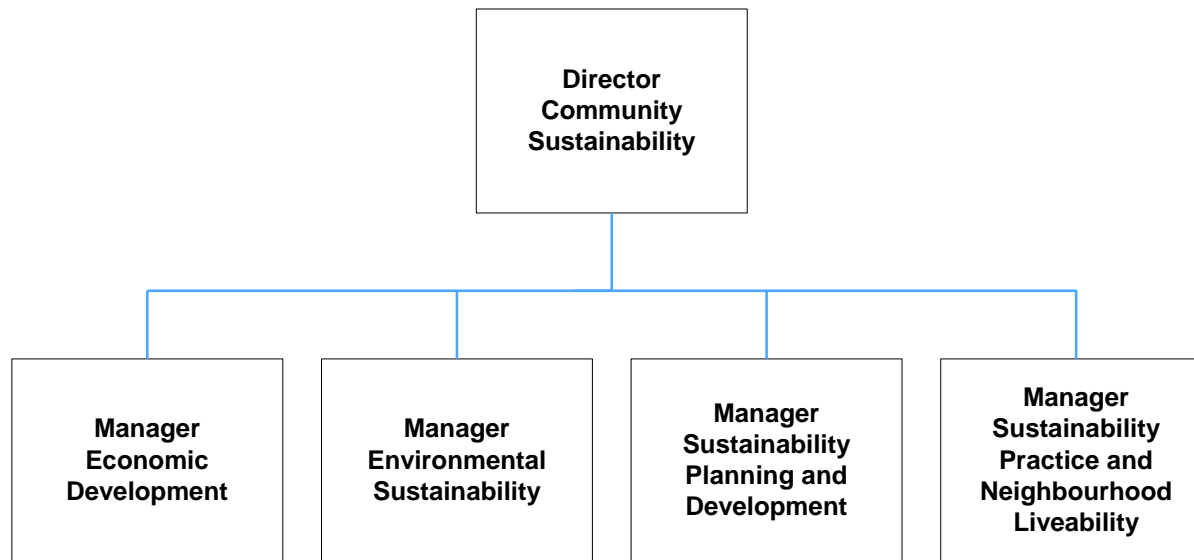 Director
Community
Sustainability
Manager
Economic
Development
Manager
Environmental
Sustainability
Manager
Sustainability
Planning and
Development
Manager
Sustainability
Practice and
Neighbourhood
Liveability